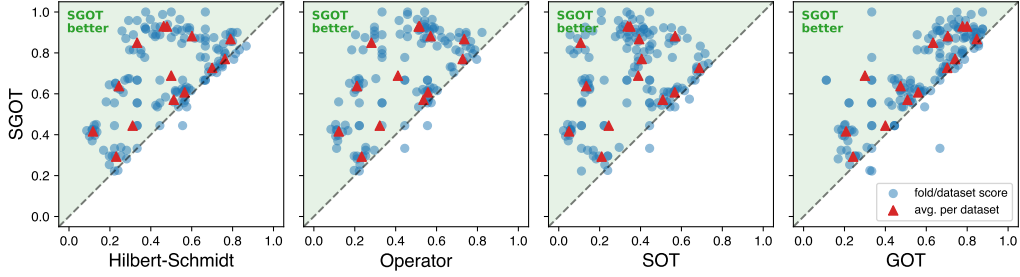 SGOT
better
SGOT
better
SGOT
better
SGOT
better
1.0
0.8
0.6
0.4
0.2
0.0
SGOT
fold/dataset score
avg. per dataset
0.0 0.2 0.4 0.6 0.8 1.0
0.0 0.2 0.4 0.6 0.8 1.0
0.0 0.2 0.4 0.6 0.8 1.0
0.0 0.2 0.4 0.6 0.8 1.0
Hilbert-Schmidt
Operator
SOT
GOT